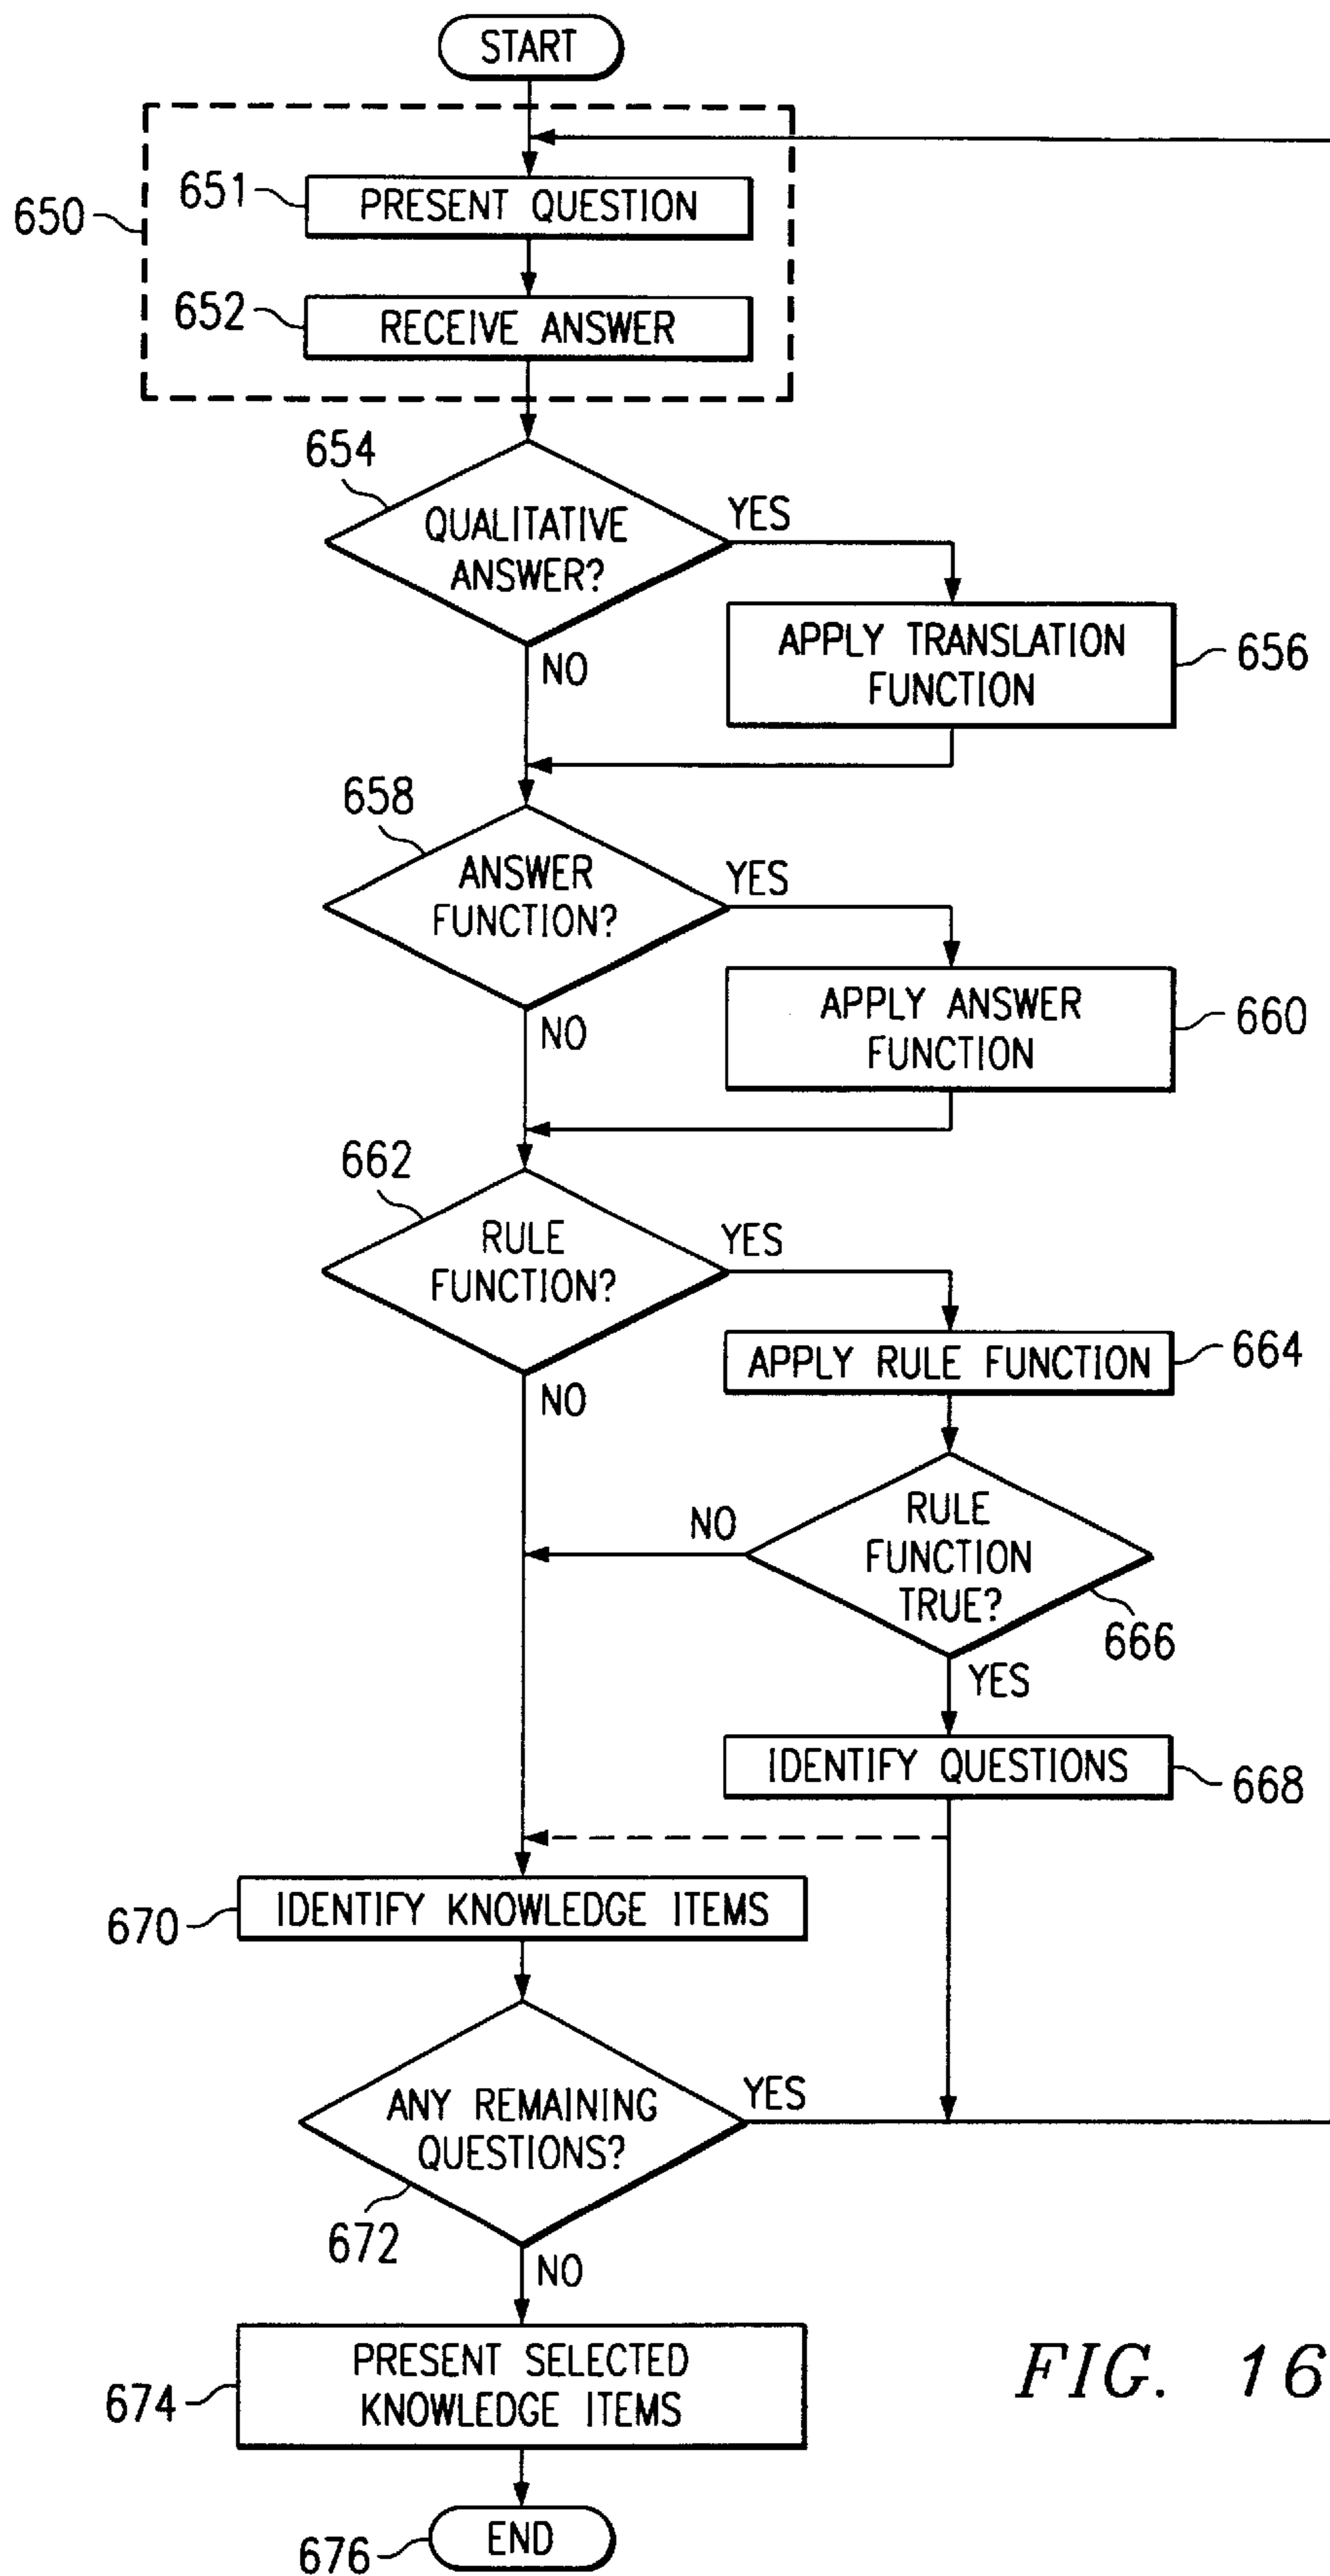 START
651
PRESENT QUESTION
650
652
RECEIVE ANSWER
654
QUALITATIVE
ANSWER?
YES
NO
APPLY TRANSLATION
FUNCTION
656
658
ANSWER
FUNCTION?
YES
NO
APPLY ANSWER
FUNCTION
660
662
RULE
FUNCTION?
YES
NO
APPLY RULE FUNCTION
664
NO
RULE
FUNCTION
TRUE?
666
YES
IDENTIFY QUESTIONS
668
IDENTIFY KNOWLEDGE ITEMS
670
ANY REMAINING
QUESTIONS?
YES
672
NO
PRESENT SELECTED
KNOWLEDGE ITEMS
674
FIG. 16
END
676